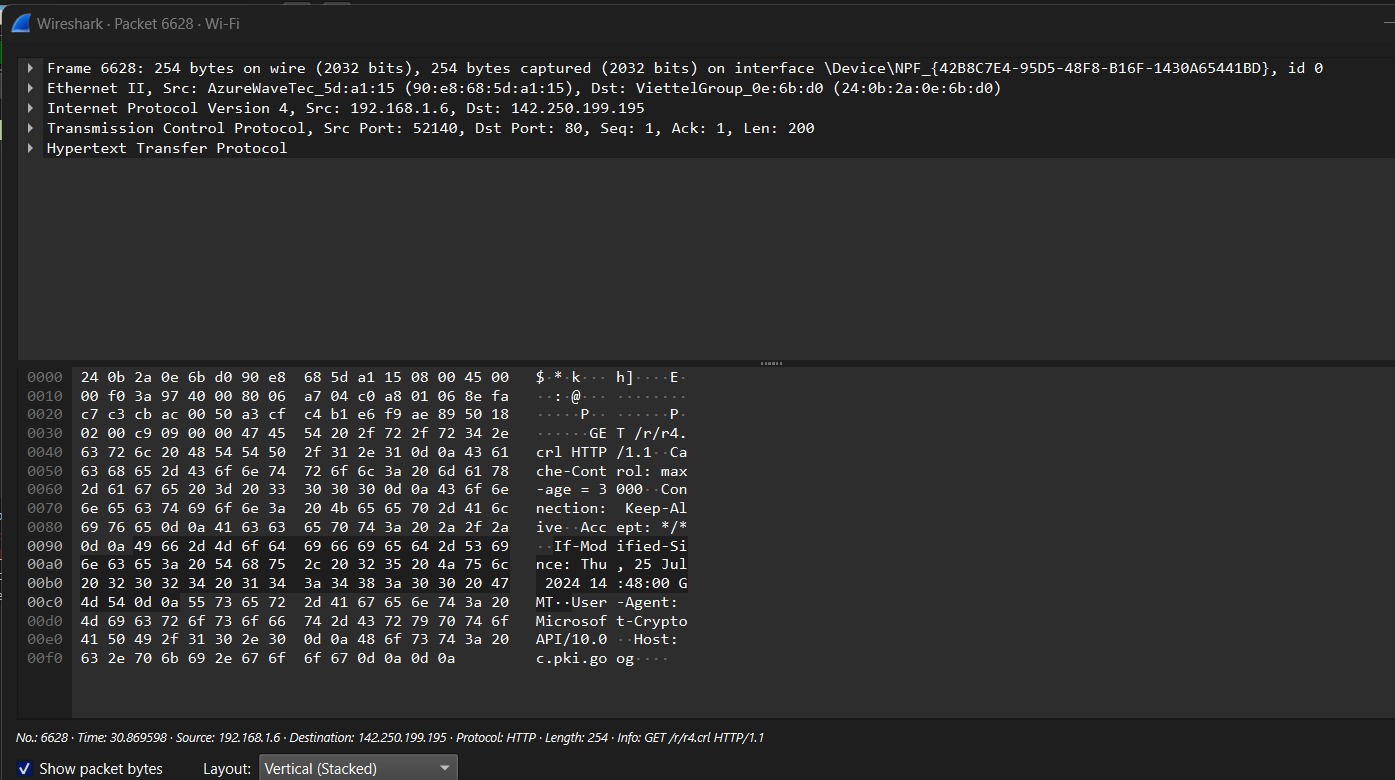 Wireshark · Packet 6628 · Wi-Fi
Frame 6628: 254 bytes on wire (2032 bits), 254 bytes captured (2032 bits) on interface \Device\NPF_{42B8C7E4-95D5-48F8-B16F-1430A65441BD}, id 0
Ethernet II, Src: AzureWaveTec_5d:a1:15 (90:e8:68:5d:a1:15), Dst: ViettelGroup_0e:6b:d0 (24:0b:2a:0e:6b:d0)
Internet Protocol Version 4, Src: 192.168.1.6, Dst: 142.250.199.195
Transmission Control Protocol, Src Port: 52140, Dst Port: 80, Seq: 1, Ack: 1, Len: 200
Hypertext Transfer Protocol
0000 24 0b 2a 0e 6b d0 90 e8 68 5d a1 15 08 00 45 00 $·*·k··· h]····E·
0010 00 f0 3a 97 40 00 80 06 a7 04 c0 a8 01 06 8e fa ··:·@··· ········
0020 c7 c3 cb ac 00 50 a3 cf c4 b1 e6 f9 ae 89 50 18 ·····P·· ······P·
0030 02 00 c9 09 00 00 47 45 54 20 2f 72 2f 72 34 2e ······GE T /r/r4.
0040 63 72 6c 20 48 54 54 50 2f 31 2e 31 0d 0a 43 61 crl HTTP /1.1··Ca
0050 63 68 65 2d 43 6f 6e 74 72 6f 6c 3a 20 6d 61 78 che-Cont rol: max
0060 2d 61 67 65 20 3d 20 33 30 30 30 0d 0a 43 6f 6e -age = 3 000··Con
0070 6e 65 63 74 69 6f 6e 3a 20 4b 65 65 70 2d 41 6c nection:  Keep-Al
0080 69 76 65 0d 0a 41 63 63 65 70 74 3a 20 2a 2f 2a ive··Acc ept: */*
0090 0d 0a 49 66 2d 4d 6f 64 69 66 69 65 64 2d 53 69 ··If-Mod ified-Si
00a0 6e 63 65 3a 20 54 68 75 2c 20 32 35 20 4a 75 6c nce: Thu , 25 Jul
00b0 20 32 30 32 34 20 31 34 3a 34 38 3a 30 30 20 47  2024 14 :48:00 G
00c0 4d 54 0d 0a 55 73 65 72 2d 41 67 65 6e 74 3a 20 MT··User -Agent:
00d0 4d 69 63 72 6f 73 6f 66 74 2d 43 72 79 70 74 6f Microsof t-Crypto
00e0 41 50 49 2f 31 30 2e 30 0d 0a 48 6f 73 74 3a 20 API/10.0 ··Host:
00f0 63 2e 70 6b 69 2e 67 6f 6f 67 0d 0a 0d 0a c.pki.go og····
No.: 6628 · Time: 30.869598 · Source: 192.168.1.6 · Destination: 142.250.199.195 · Protocol: HTTP · Length: 254 · Info: GET /r/r4.crl HTTP/1.1
Show packet bytes Layout: Vertical (Stacked)